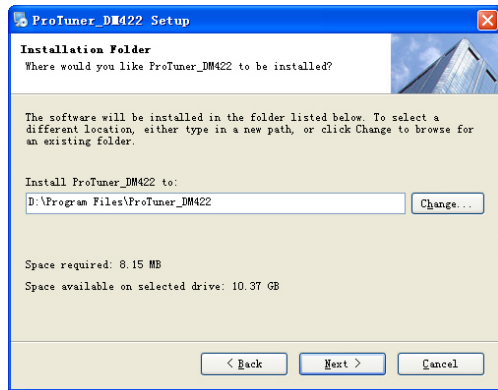 ProTuner_DM422 Setup
Installation Folder
Where would you like ProTuner_DM422 to be installed?
The software will be installed in the folder listed below. To select a
different location, either type in a new path, or click Change to browse for
an existing folder.
Install ProTuner_DM422 to:
D:\Program Files\ProTuner_DM422
Change...
Space required: 8.15 MB
Space available on selected drive: 10.37 GB
< Back
Next >
Cancel